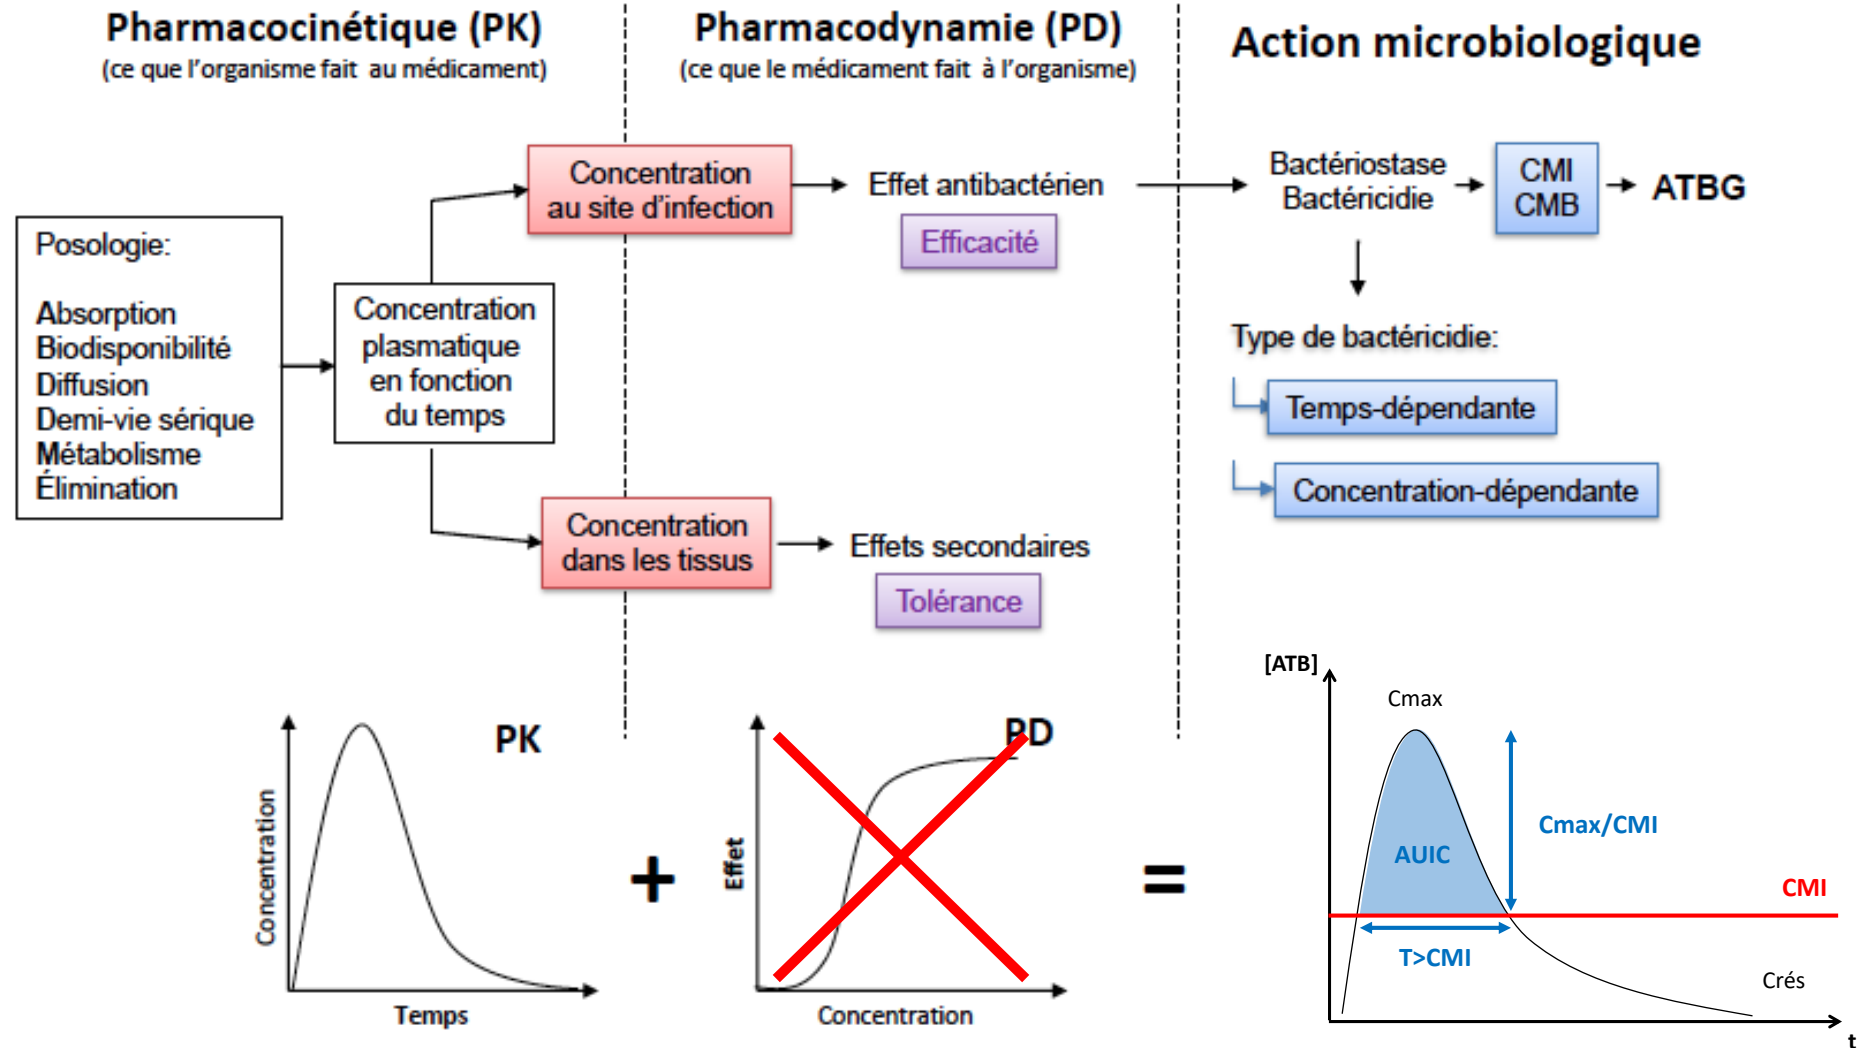 Pharmacocinétique (PK)
(ce que l'organisme fait au médicament)
Pharmacodynamie (PD)
(ce que le médicament fait à l'organisme)
Action microbiologique
Posologie:
Absorption
Biodisponibilité
Diffusion
Demi-vie sérique
Métabolisme
Élimination
Concentration
plasmatique
en fonction
du temps
Concentration
au site d'infection
Effet antibactérien
Efficacité
Bactériostase
Bactéricidie
CMI
CMB
ATBG
Type de bactéricidie:
Temps-dépendante
Concentration-dépendante
Concentration
dans les tissus
Effets secondaires
Tolérance
PK
Concentration
Temps
+
PD
Effet
Concentration
=
[ATB]
Cmax
Cmax/CMI
AUIC
CMI
T>CMI
Crés
t